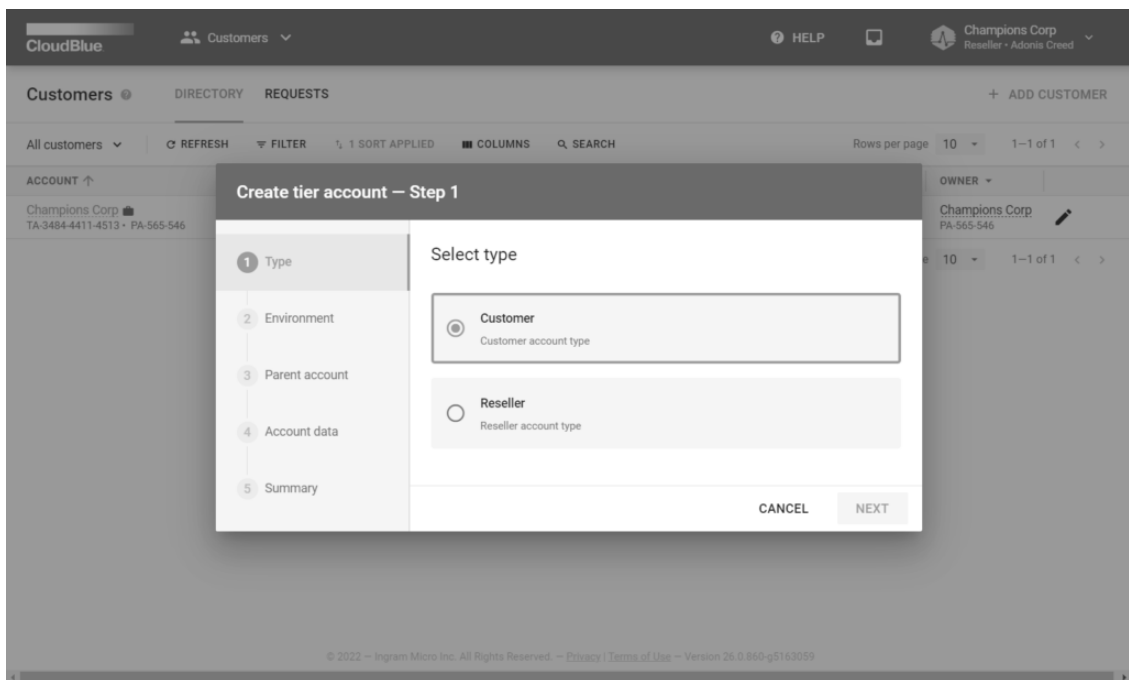 CloudBlue
Customers
HELP
Champions Corp
Reseller • Adonis Creed
Customers
DIRECTORY
REQUESTS
+ ADD CUSTOMER
All customers
REFRESH
FILTER
1 SORT APPLIED
COLUMNS
SEARCH
Rows per page 10
1–1 of 1
ACCOUNT
OWNER
Champions Corp
TA-3484-4411-4513 • PA-565-546
Champions Corp
PA-565-546
e 10
1–1 of 1
Create tier account — Step 1
1 Type
2 Environment
3 Parent account
4 Account data
5 Summary
Select type
Customer
Customer account type
Reseller
Reseller account type
CANCEL
NEXT
© 2022 — Ingram Micro Inc. All Rights Reserved. — Privacy | Terms of Use — Version 26.0.860-g5163059